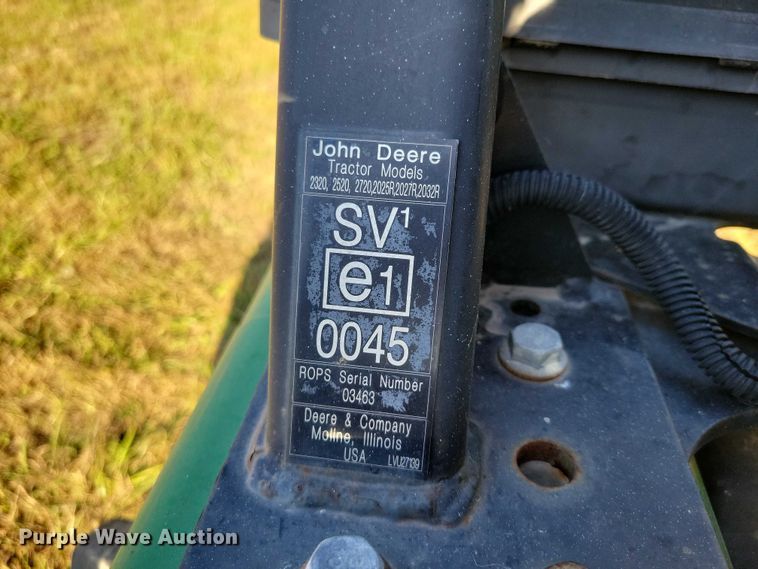 John Deere
Tractor Models
2320, 2520, 2720,2025R,2027R,2032R
SV1
e1
0045
ROPS Serial Number
03463
Deere & Company
Moline, Illinois
USA LVU27139
Purple Wave Auction